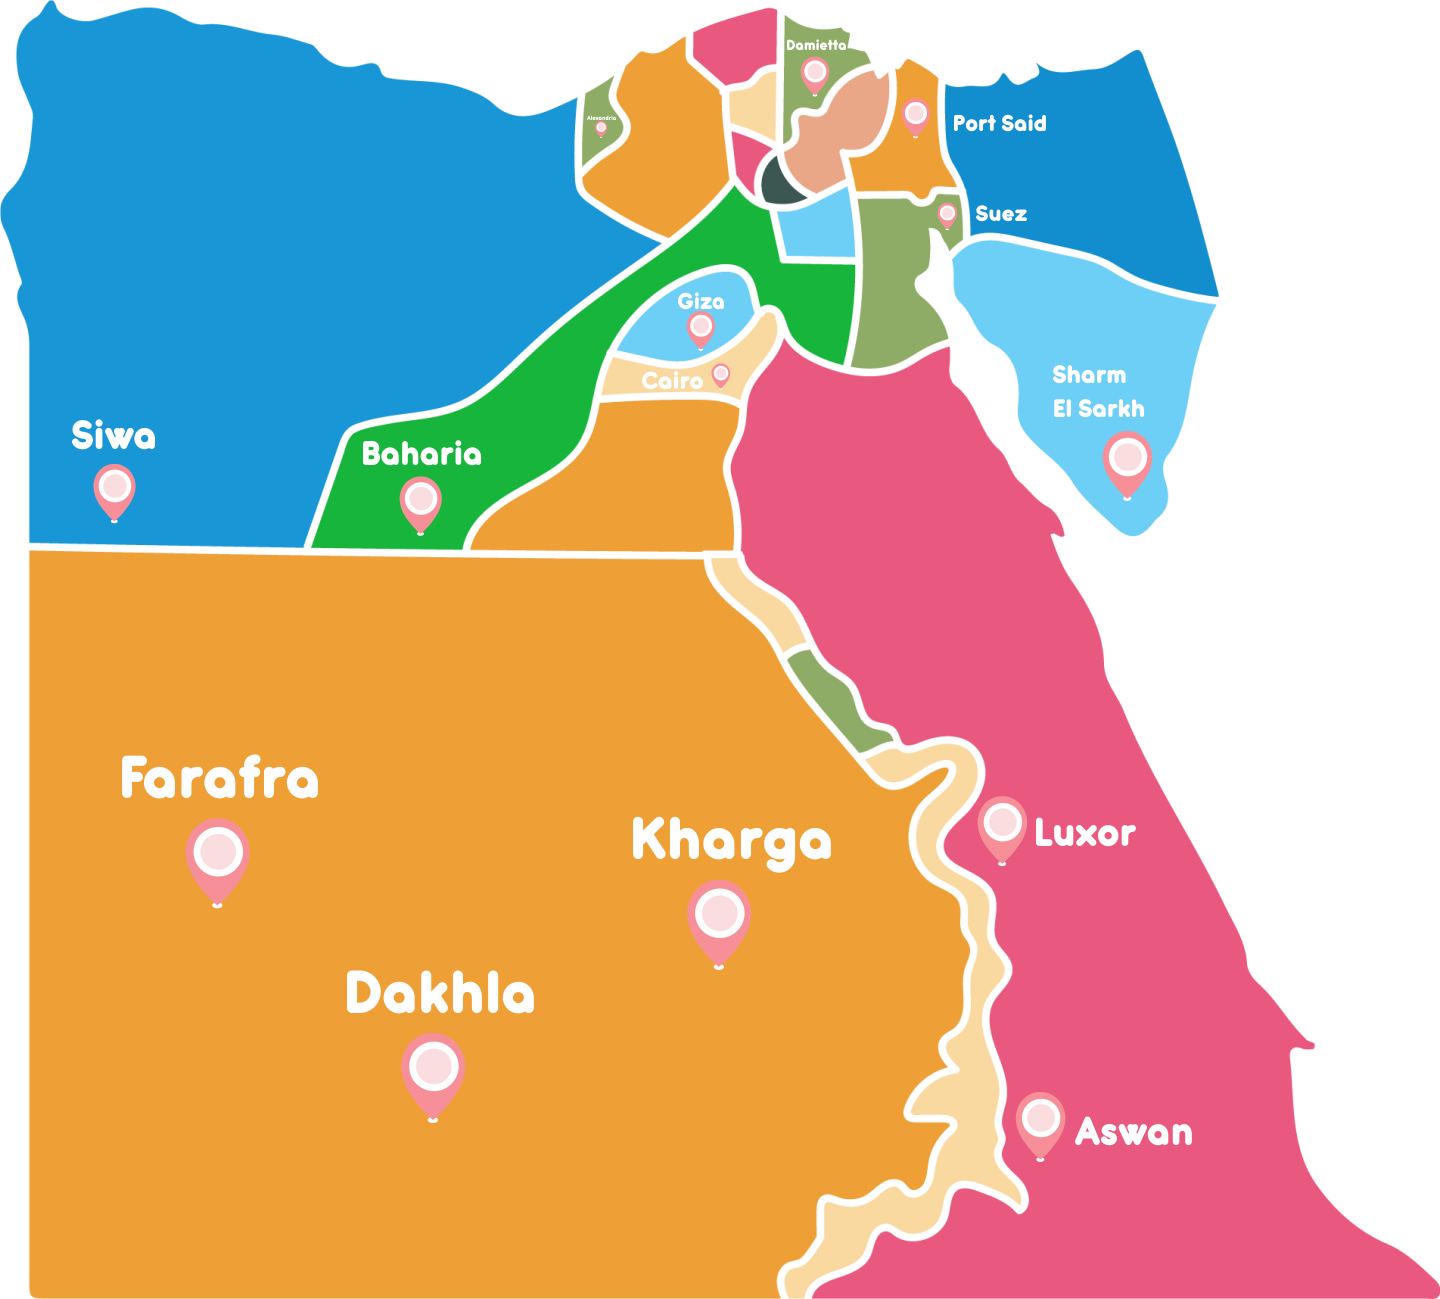 Damietta
Alexandria
Port Said
Suez
Giza
Cairo
Sharm
El Sarkh
Siwa
Baharia
Farafra
Kharga
Luxor
Dakhla
Aswan